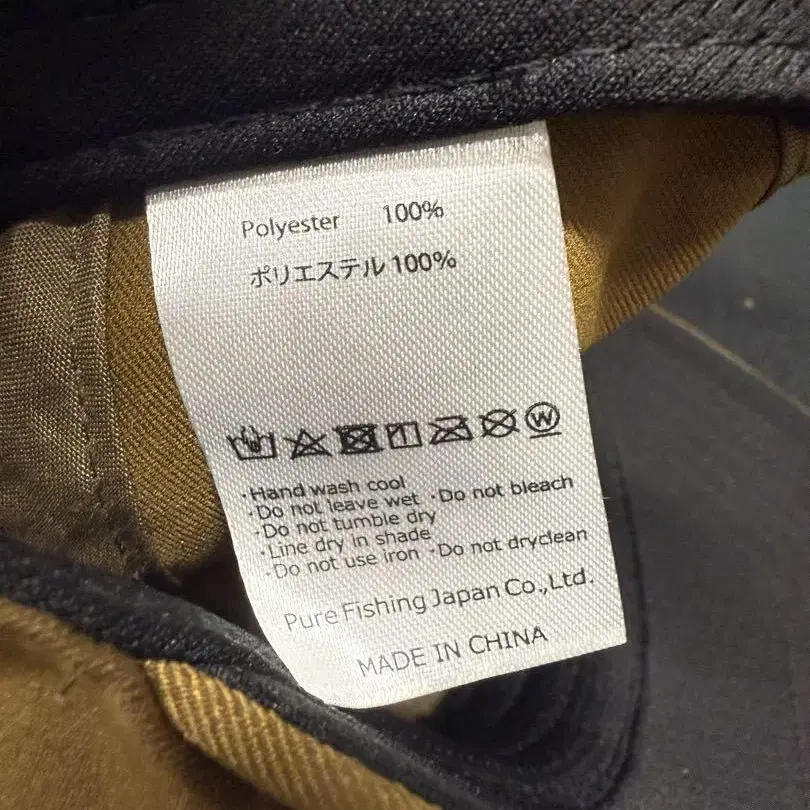 Polyester 100%
ポリエステル 100%
W
·Hand wash cool
·Do not leave wet ·Do not bleach
·Do not tumble dry
·Line dry in shade
·Do not use iron ·Do not dryclean
Pure Fishing Japan Co.,Ltd.
MADE IN CHINA